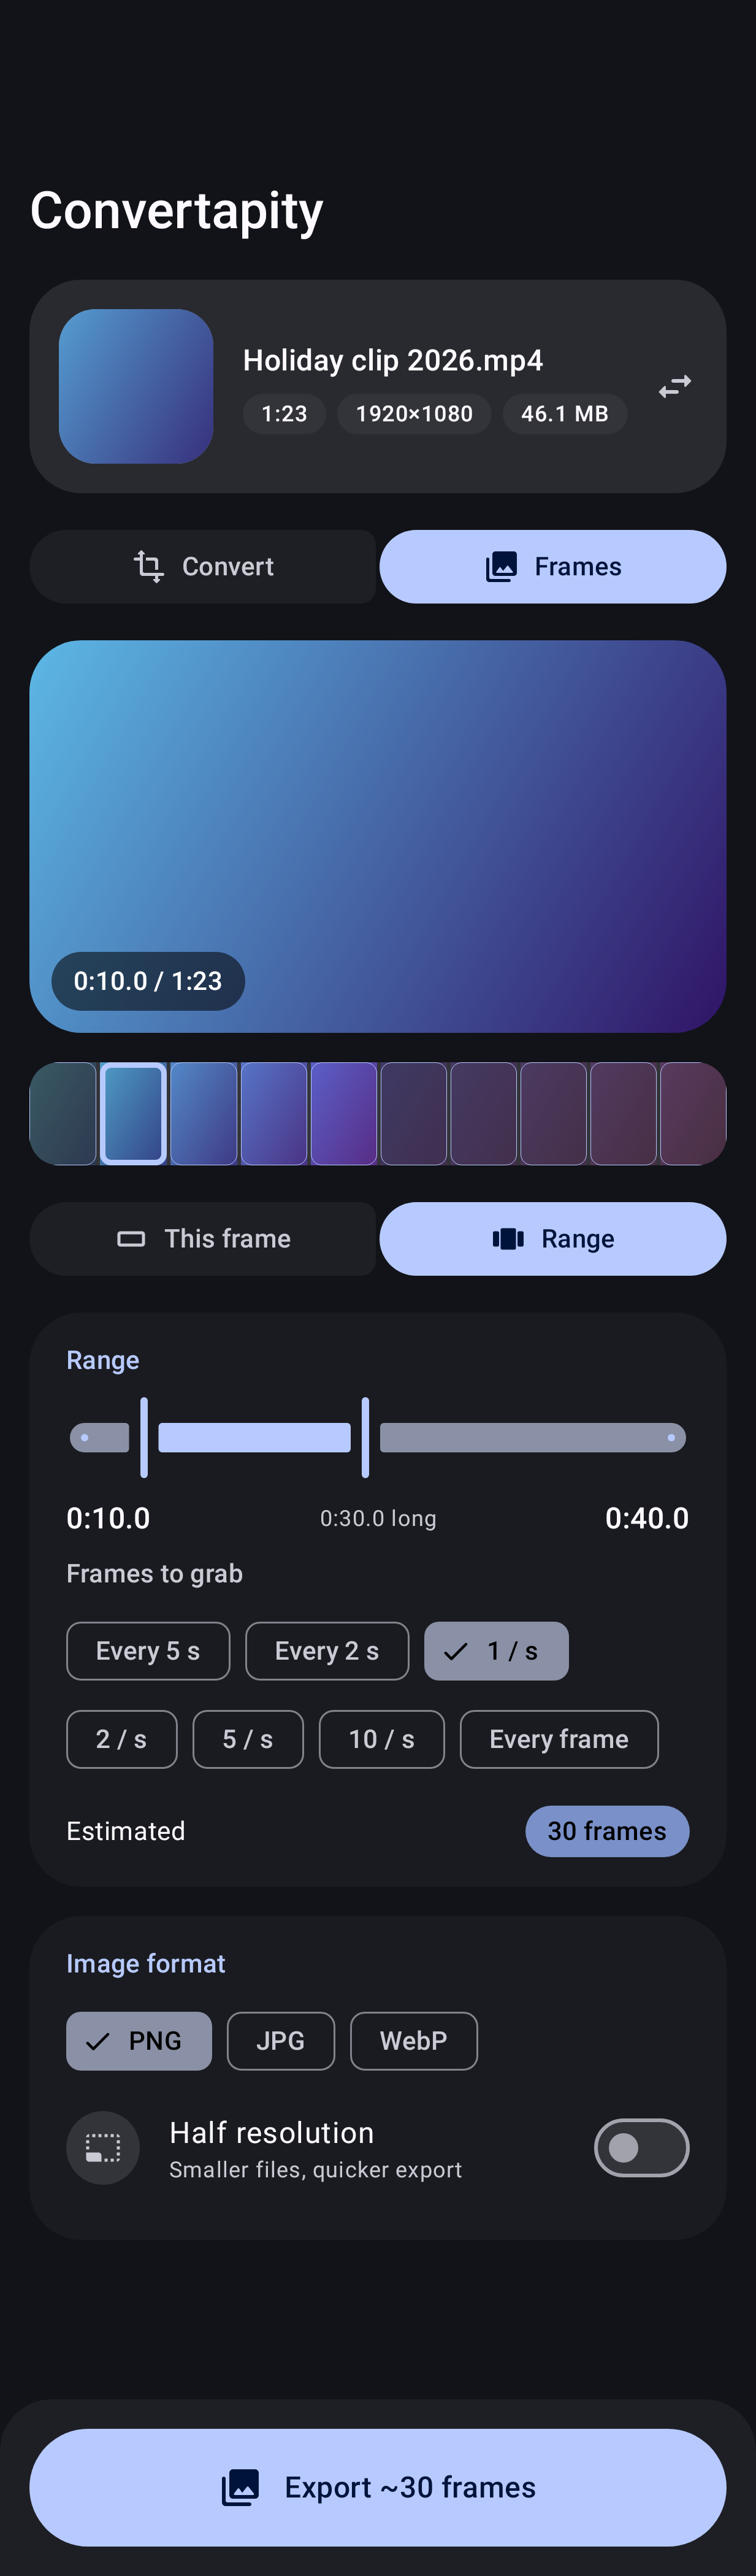 Convertapity
Holiday clip 2026.mp4
1:23 1920×1080 46.1 MB
Convert Frames
0:10.0 / 1:23
This frame Range
Range
0:10.0 0:30.0 long 0:40.0
Frames to grab
Every 5 s Every 2 s 1 / s
2 / s 5 / s 10 / s Every frame
Estimated 30 frames
Image format
PNG JPG WebP
Half resolution
Smaller files, quicker export
Export ~30 frames